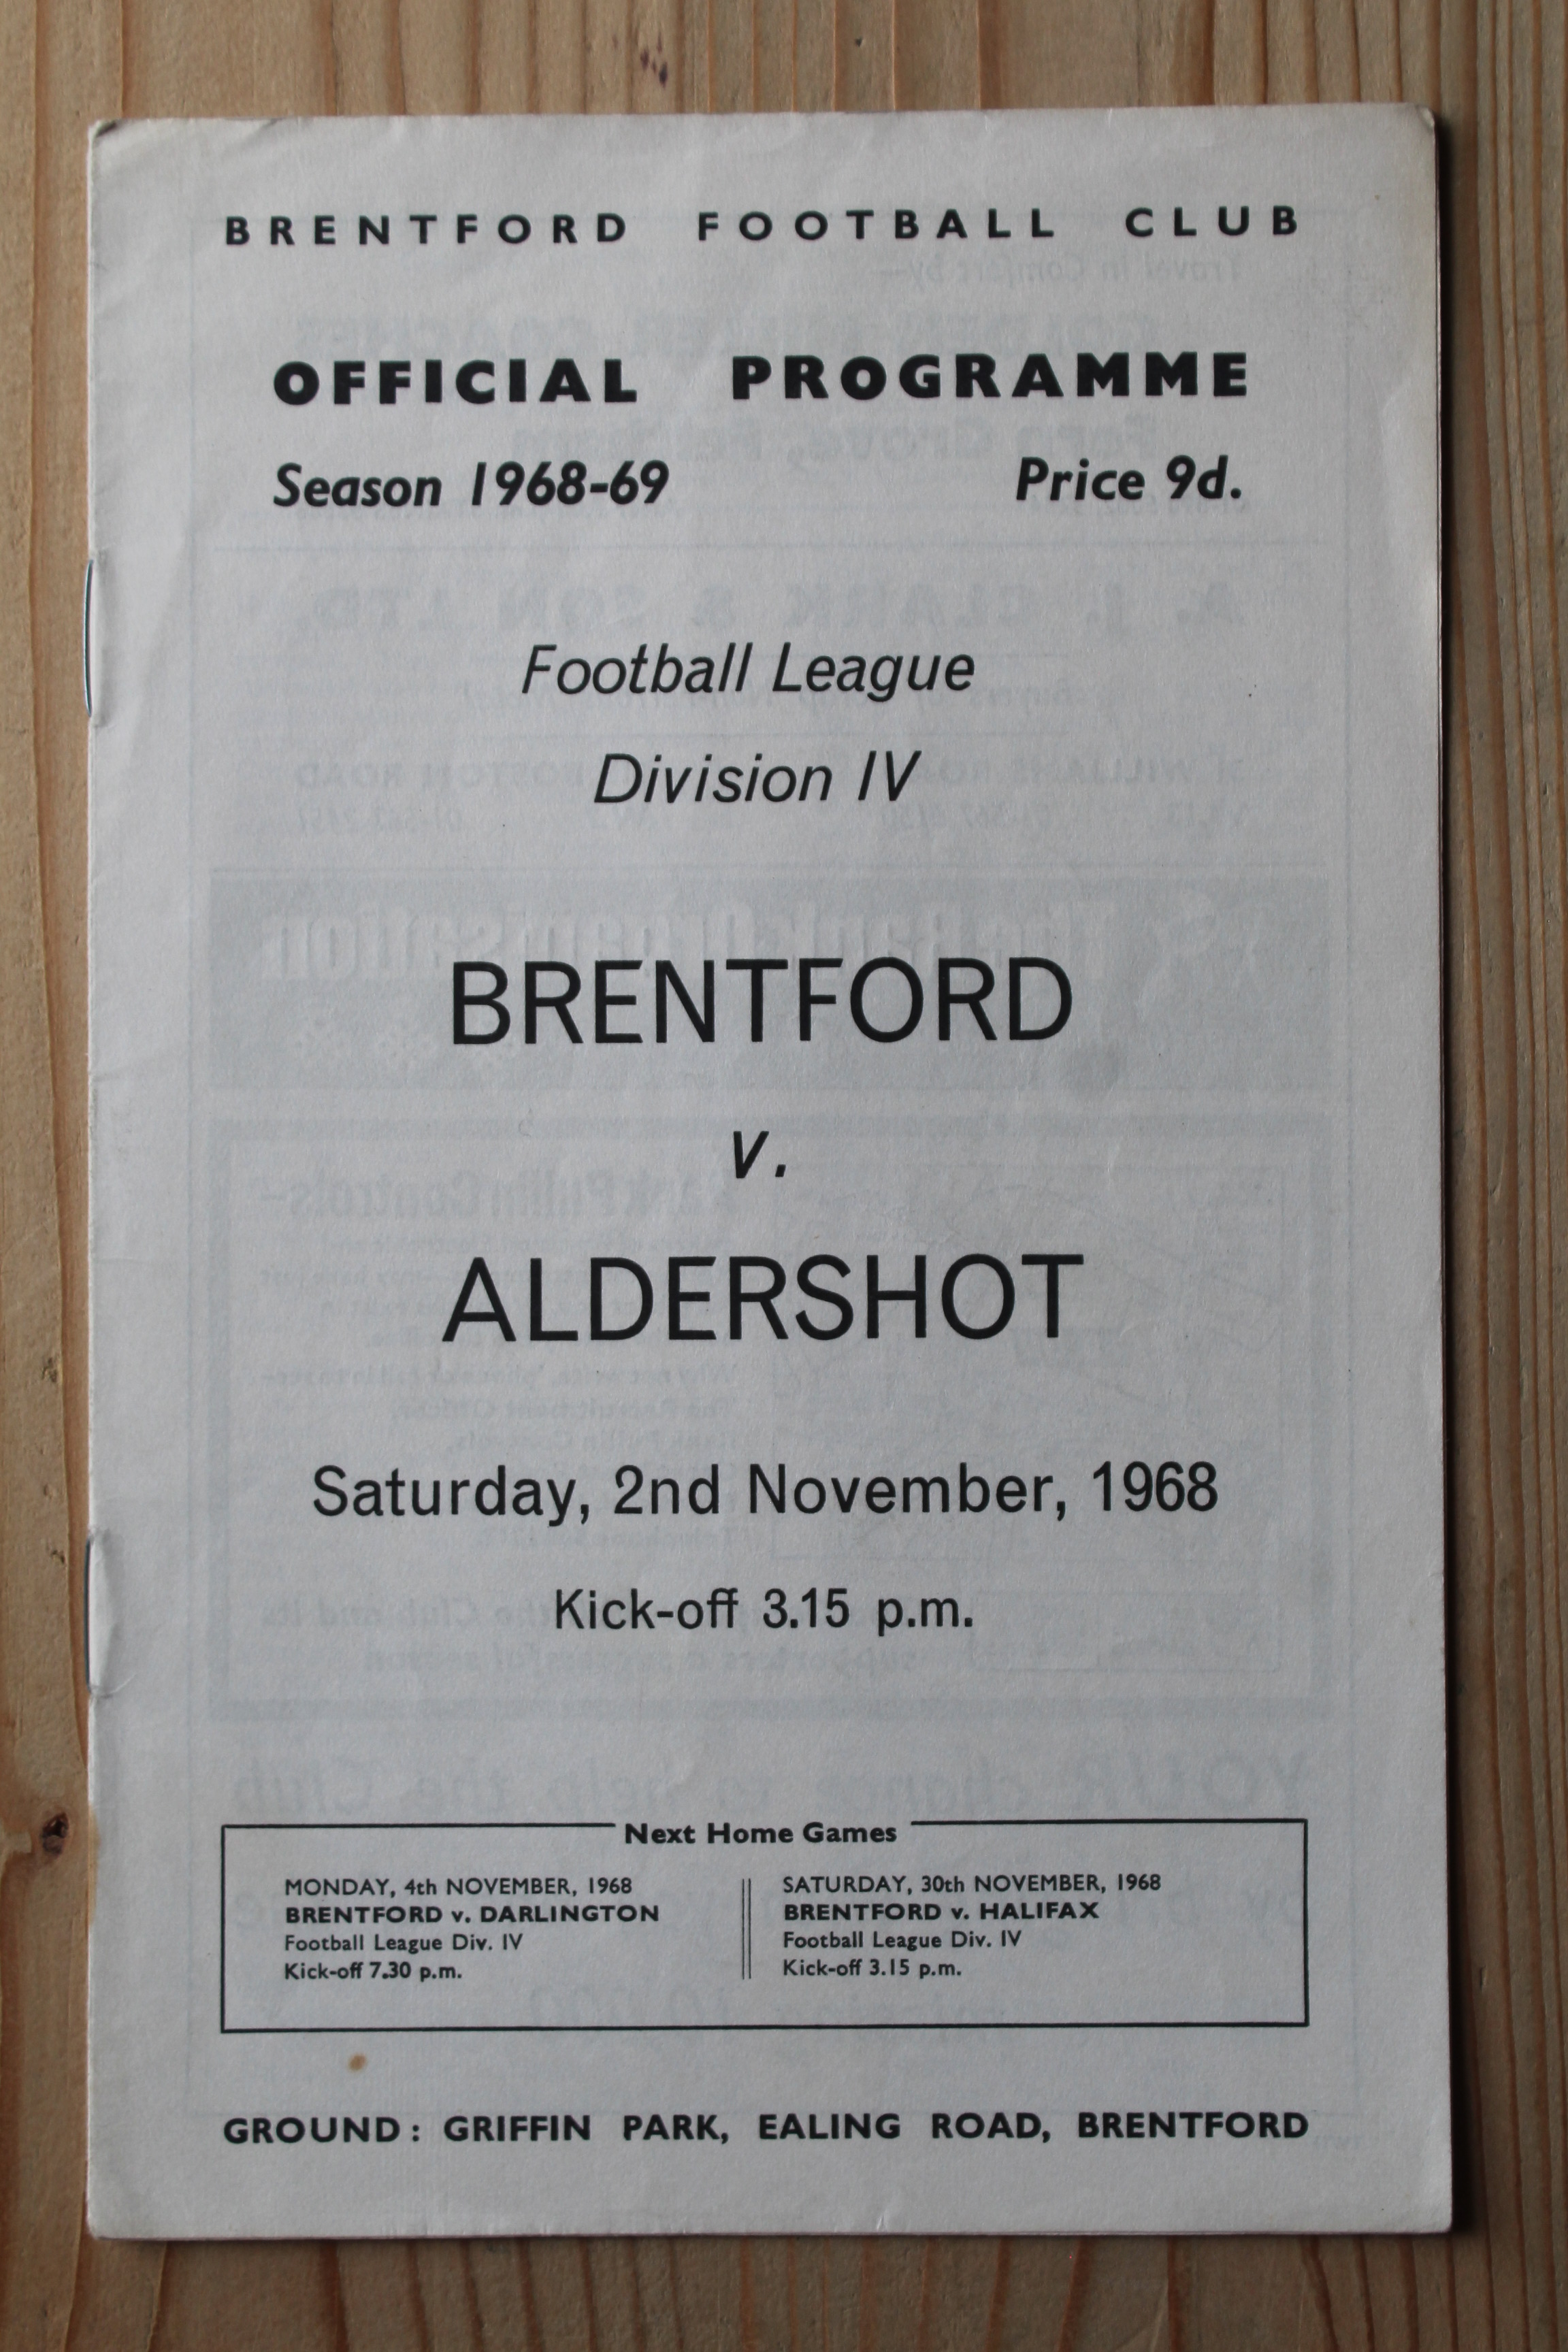 BRENTFORD FOOTBALL CLUB
OFFICIAL PROGRAMME
Season 1968-69 Price 9d.
Football League
Division IV
BRENTFORD
v.
ALDERSHOT
Saturday, 2nd November, 1968
Kick-off 3.15 p.m.
Next Home Games
MONDAY, 4th NOVEMBER, 1968
BRENTFORD v. DARLINGTON
Football League Div. IV
Kick-off 7.30 p.m.
SATURDAY, 30th NOVEMBER, 1968
BRENTFORD v. HALIFAX
Football League Div. IV
Kick-off 3.15 p.m.
GROUND: GRIFFIN PARK, EALING ROAD, BRENTFORD